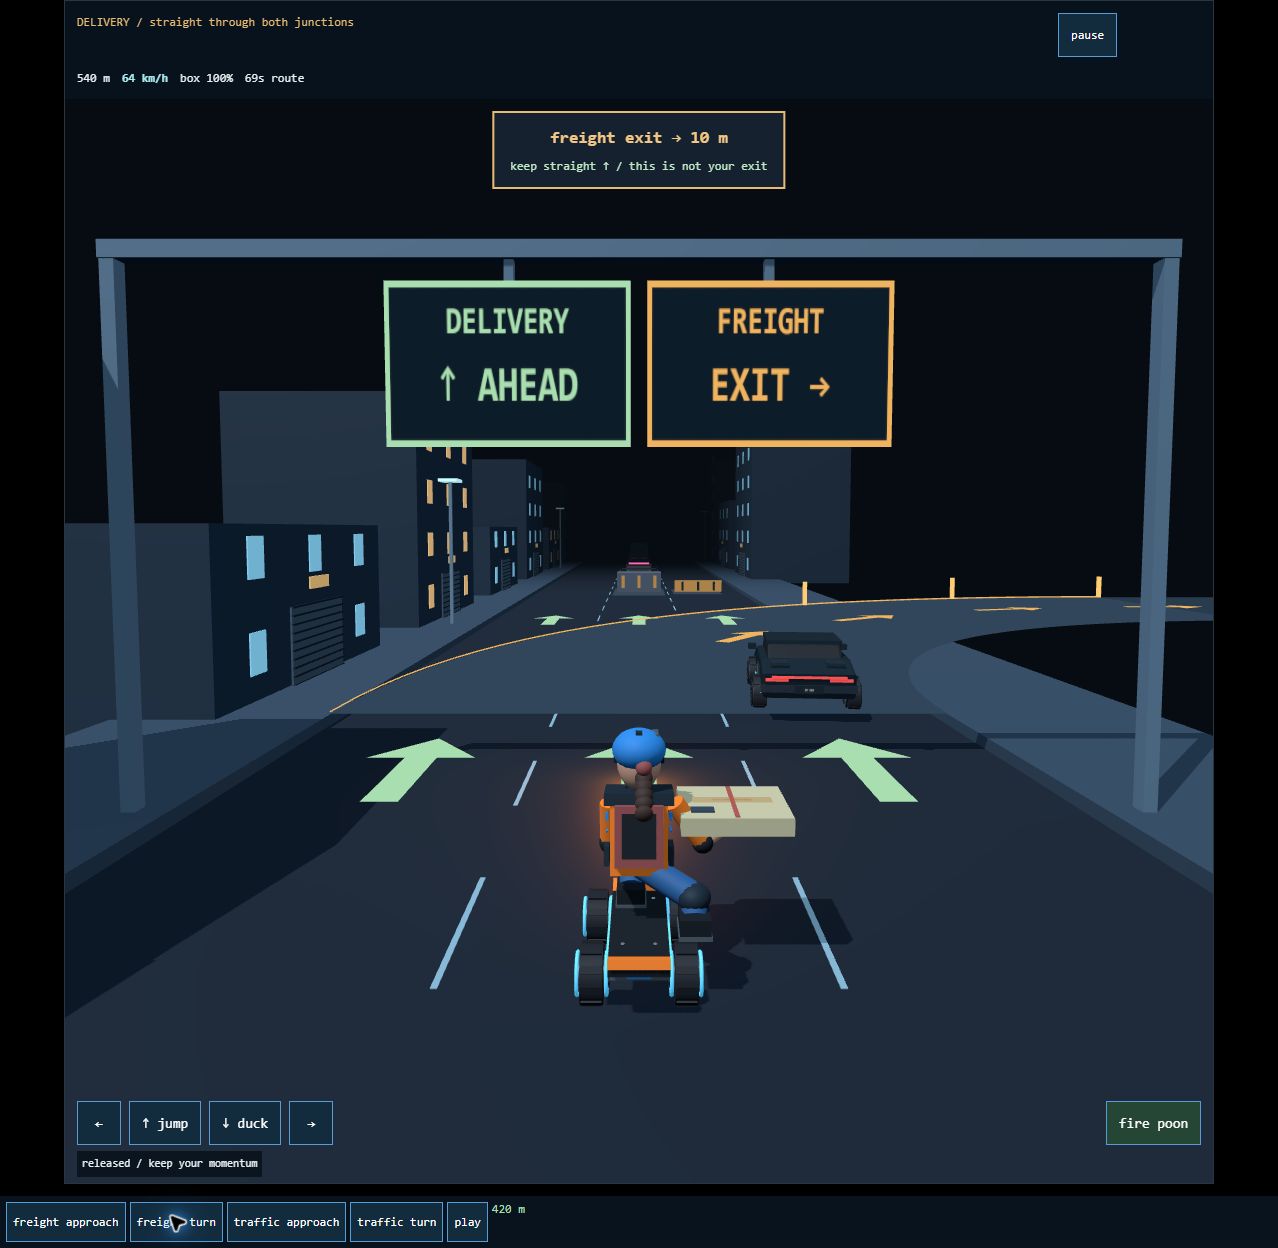 DELIVERY / straight through both junctions
pause
540 m 64 km/h box 100% 69s route
freight exit → 10 m
keep straight ↑ / this is not your exit
DELIVERY
↑ AHEAD
FREIGHT
EXIT →
←
↑ jump
↓ duck
→
fire poon
released / keep your momentum
freight approach
freight turn
traffic approach
traffic turn
play
420 m